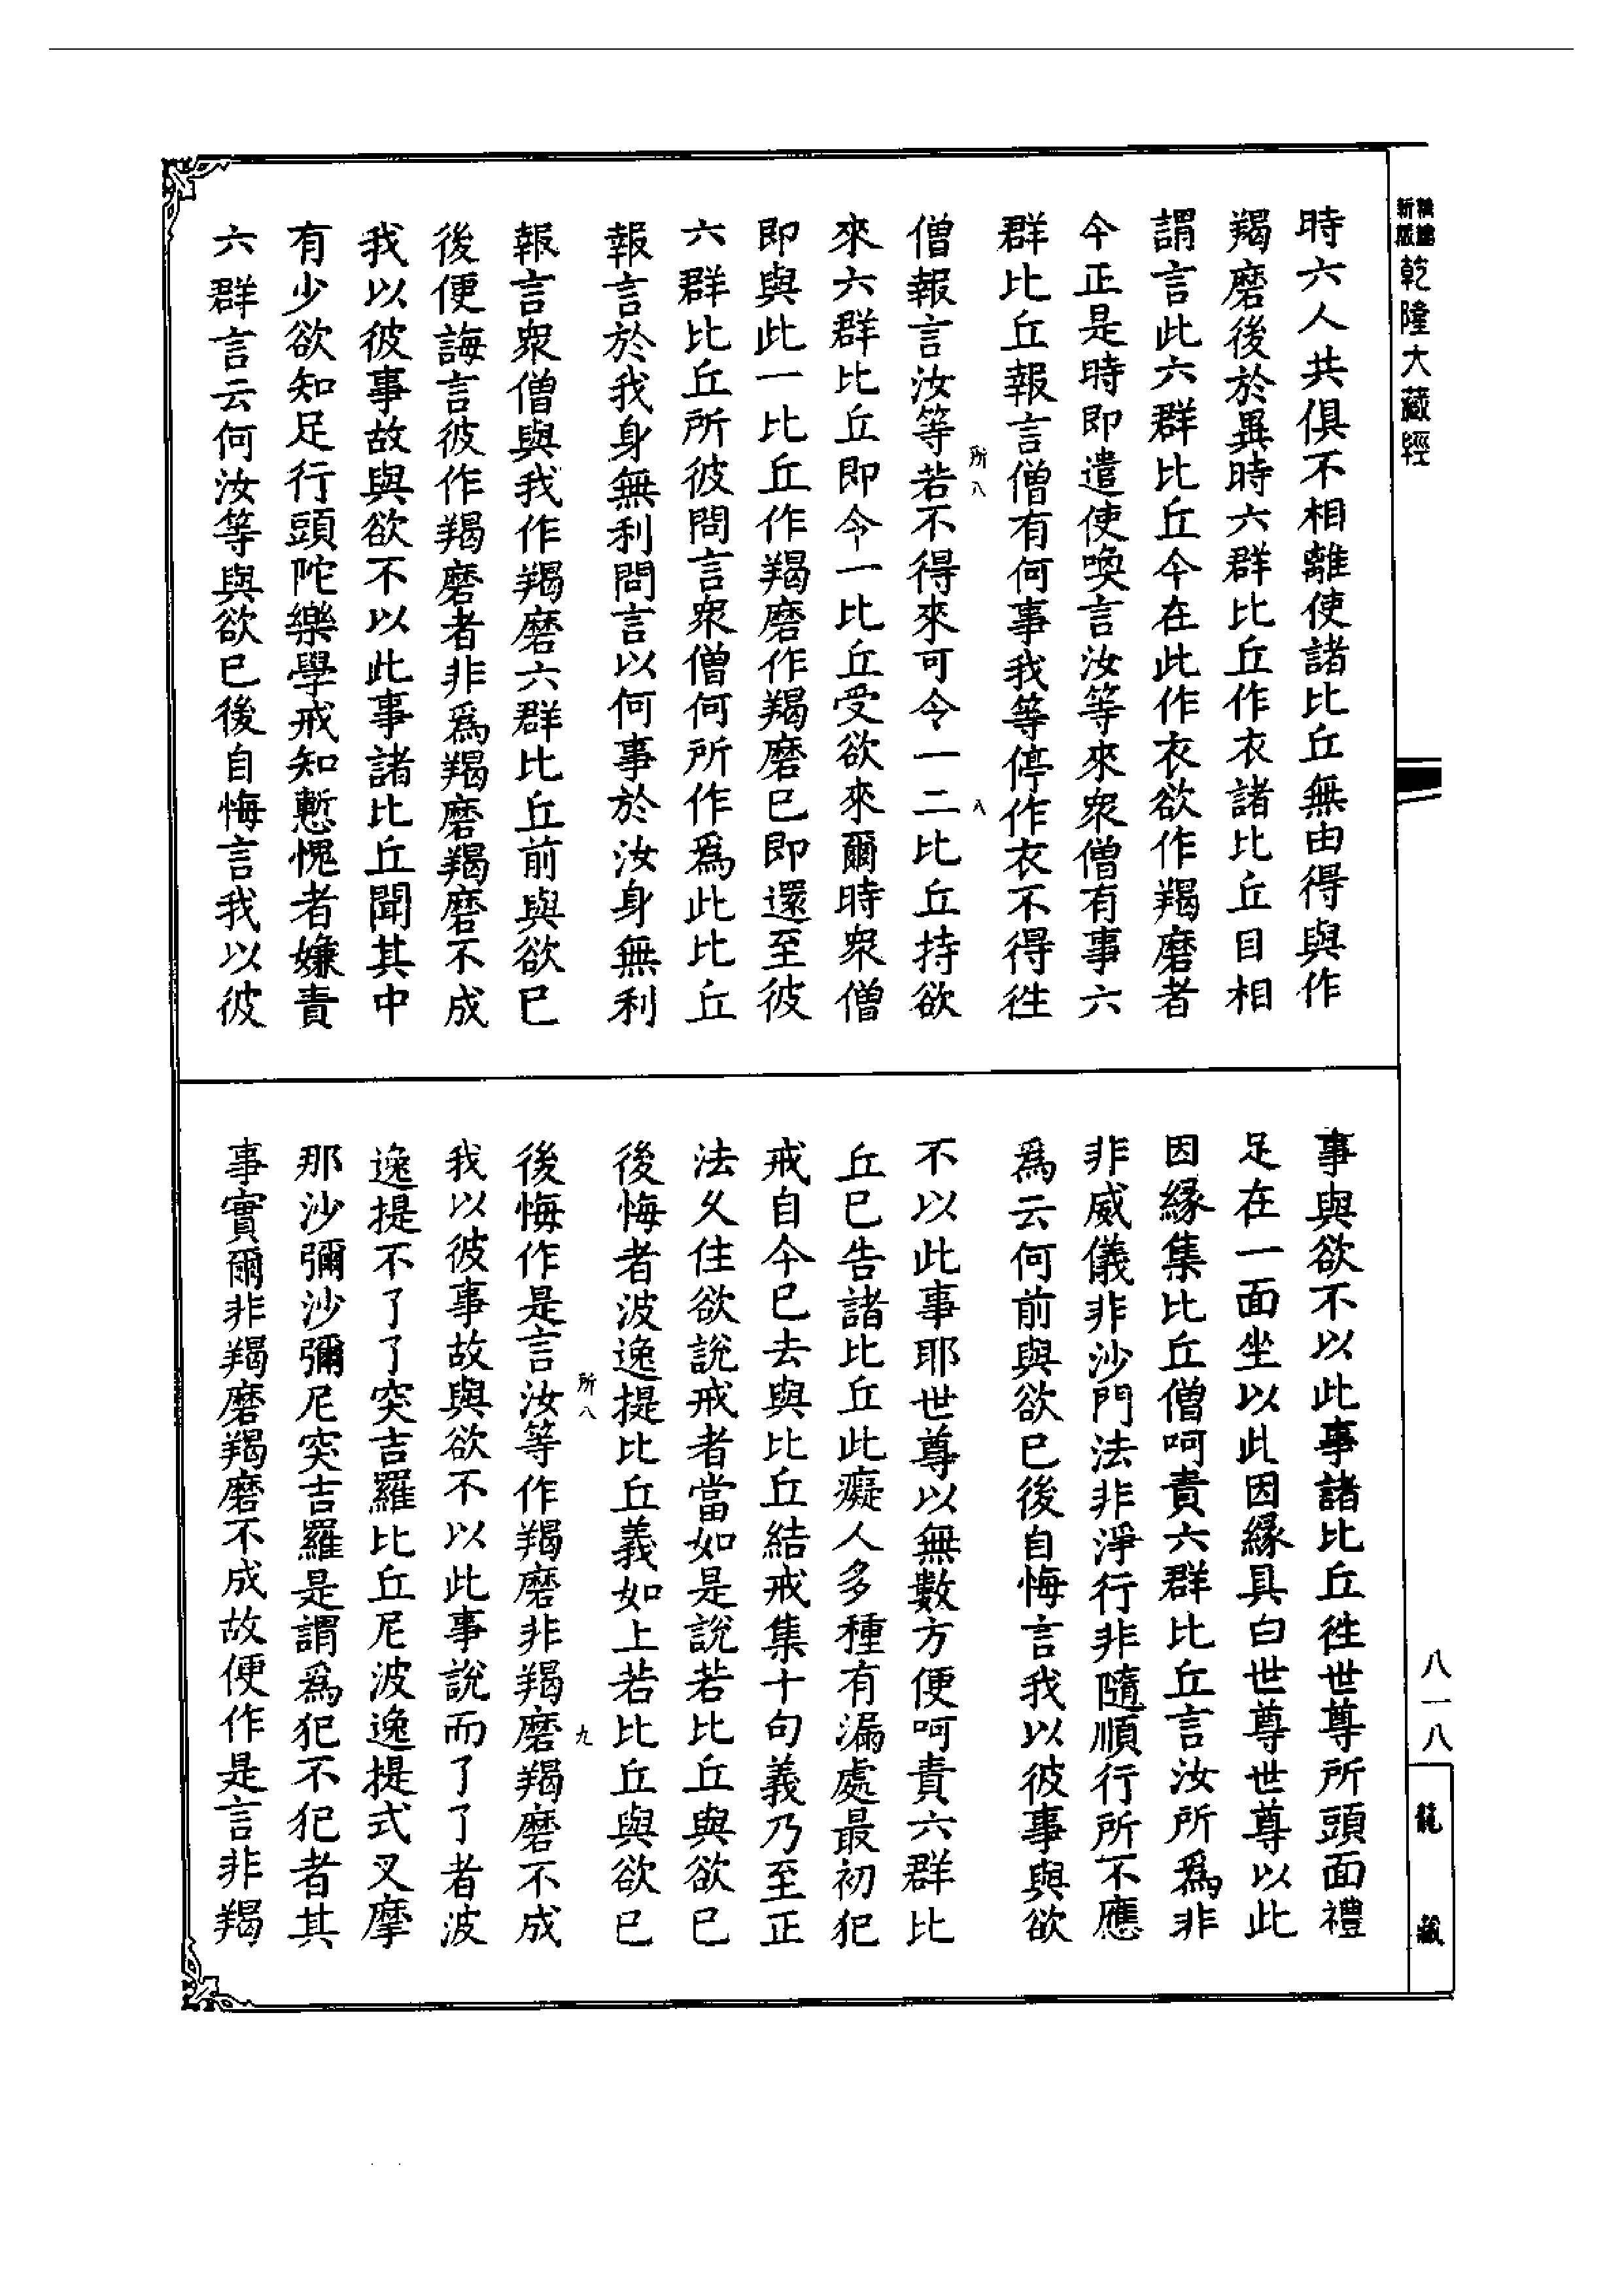 新版
乾隆大藏經
時六人共俱不相離使諸比丘無由得與作
羯磨後於異時六群比丘作衣諸比丘目相
謂言此六群比丘今在此作衣欲作羯磨者
今正是時即遣使喚言汝等來衆僧有事六
群比丘報言僧有何事我等停作衣不得徃
所八
八
僧報言汝等若不得來可令一二比丘持欲
來六群比丘即令一比丘受欲來爾時衆僧
即與此一比丘作羯磨作羯磨已即還至彼
六群比丘所彼問言衆僧何所作爲此比丘
報言於我身無利問言以何事於汝身無利
報言衆僧與我作羯磨六群比丘前與欲已
後便誨言彼作羯磨者非爲羯磨羯磨不成
我以彼事故與欲不以此事諸比丘聞其中
有少欲知足行頭陀樂學戒知慙愧者嫌責
六群言云何汝等與欲已後自悔言我以彼
事與欲不以此事諸比丘徃世尊所頭面禮
足在一面坐以此因縁具白世尊世尊以此
因縁集比丘僧呵責六群比丘言汝所爲非
非威儀非沙門法非淨行非隨順行所不應
爲云何前與欲已後自悔言我以彼事與欲
不以此事耶世尊以無數方便呵責六群比
丘已告諸比丘此癡人多種有漏處最初犯
戒自今已去與比丘結戒集十句義乃至正
法久住欲說戒者當如是說若比丘與欲已
後悔者波逸提比丘義如上若比丘與欲已
所八
九
後悔作是言汝等作羯磨非羯磨羯磨不成
我以彼事故與欲不以此事說而了了者波
逸提不了了突吉羅比丘尼波逸提式叉摩
那沙彌沙彌尼突吉羅是謂爲犯不犯者其
事實爾非羯磨羯磨不成故便作是言非羯
八一八
龍藏